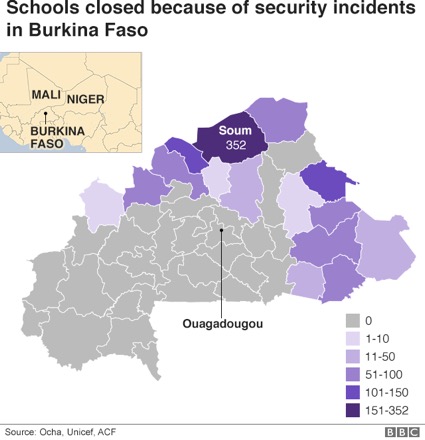 Schools closed because of security incidents
in Burkina Faso
MALI
NIGER
BURKINA
FASO
Soum
352
Ouagadougou
0
1-10
11-50
51-100
101-150
151-352
Source: Ocha, Unicef, ACF
BBC